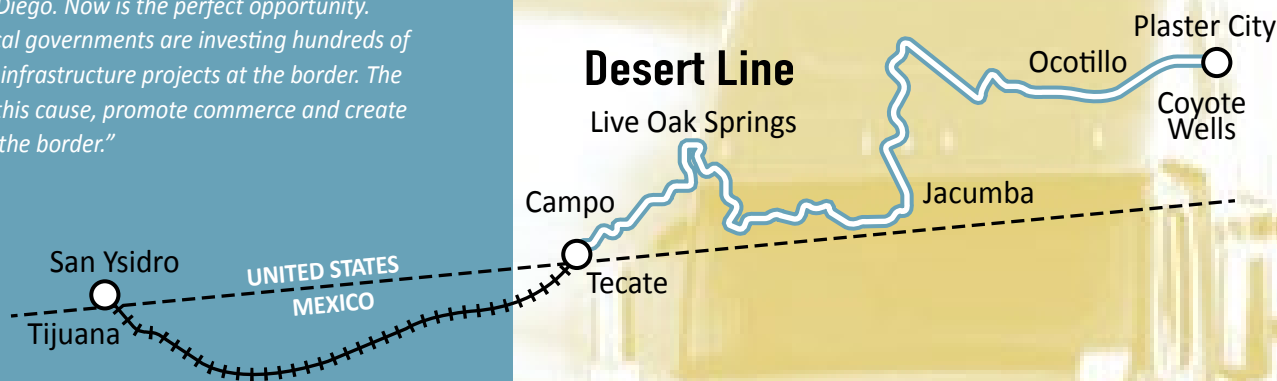 Diego. Now is the perfect opportunity.
ral governments are investing hundreds of
infrastructure projects at the border. The
this cause, promote commerce and create
the border.”
Desert Line
Plaster City
Ocotillo
Coyote
Wells
Live Oak Springs
Campo
Jacumba
Tecate
San Ysidro
UNITED STATES
MEXICO
Tijuana